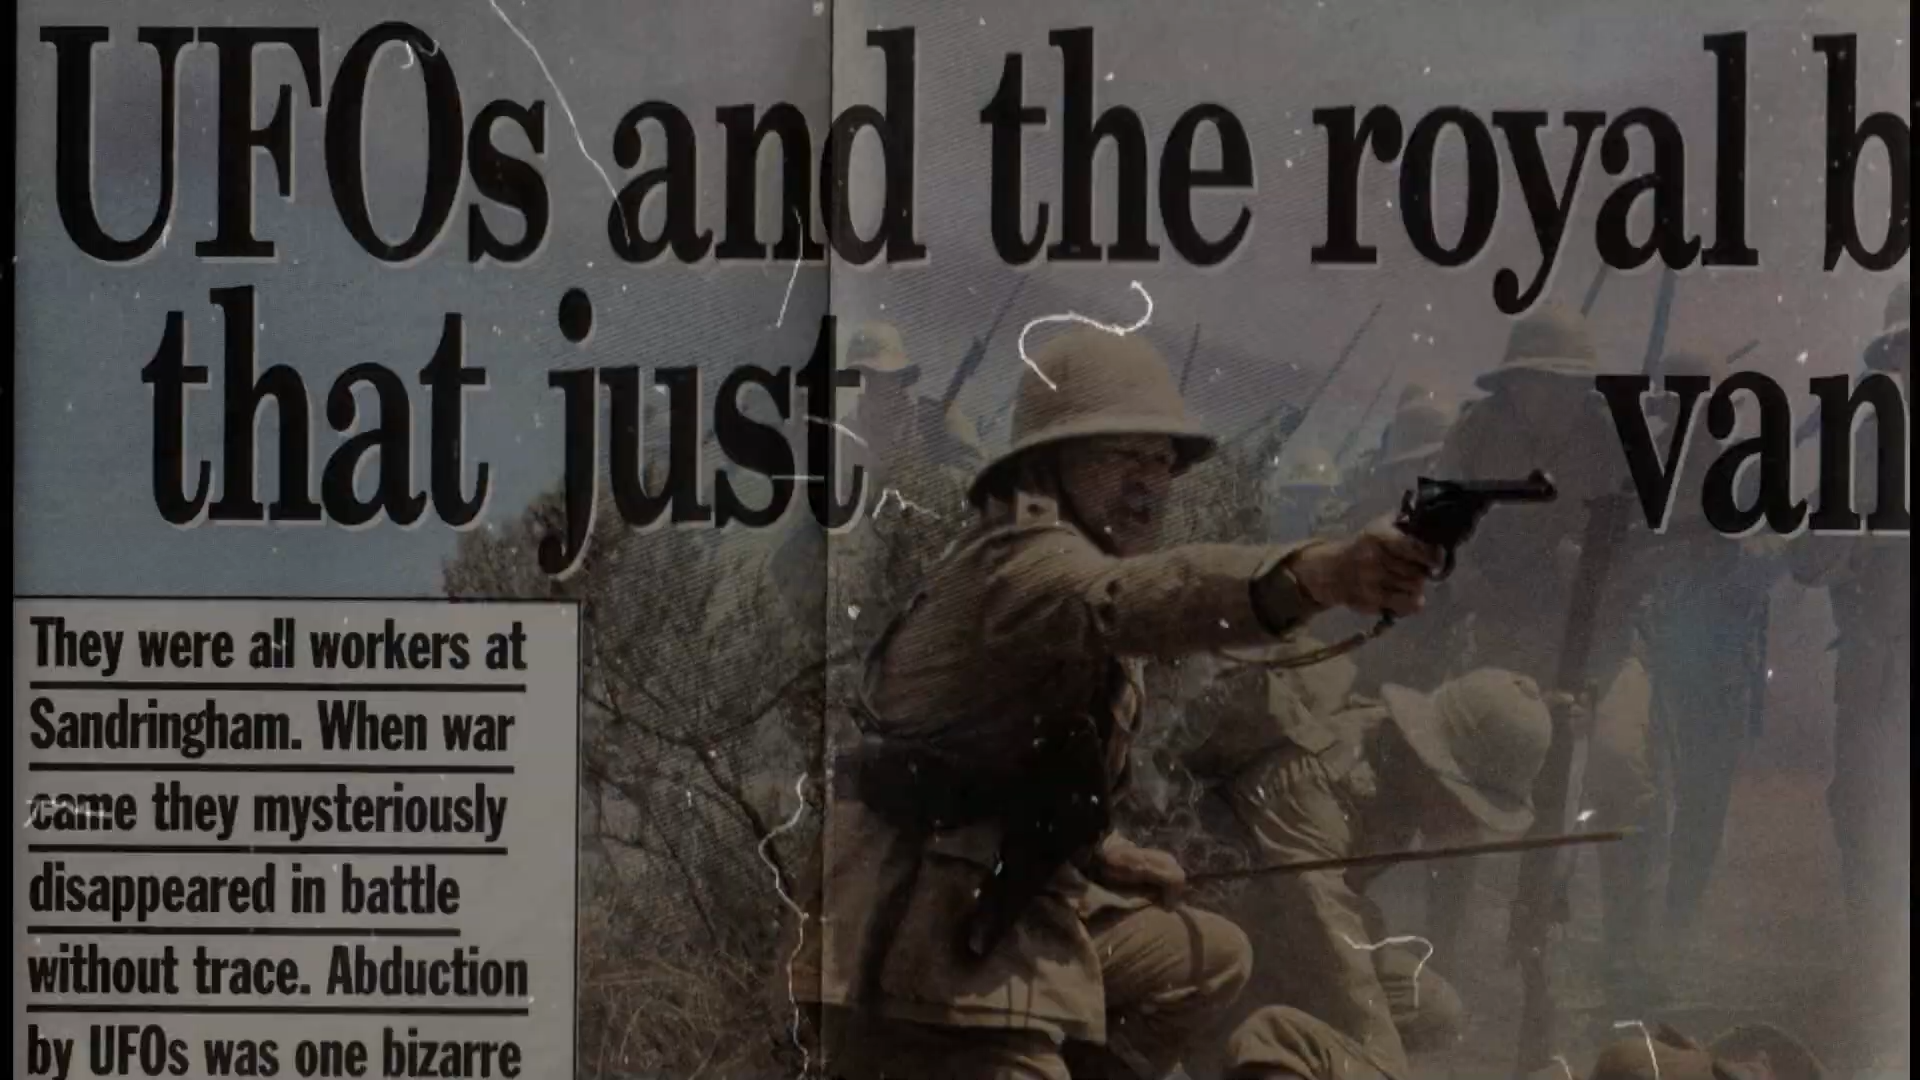 UFOs and the royal b
that just van
They were all workers at
Sandringham. When war
came they mysteriously
disappeared in battle
without trace. Abduction
by UFOs was one bizarre